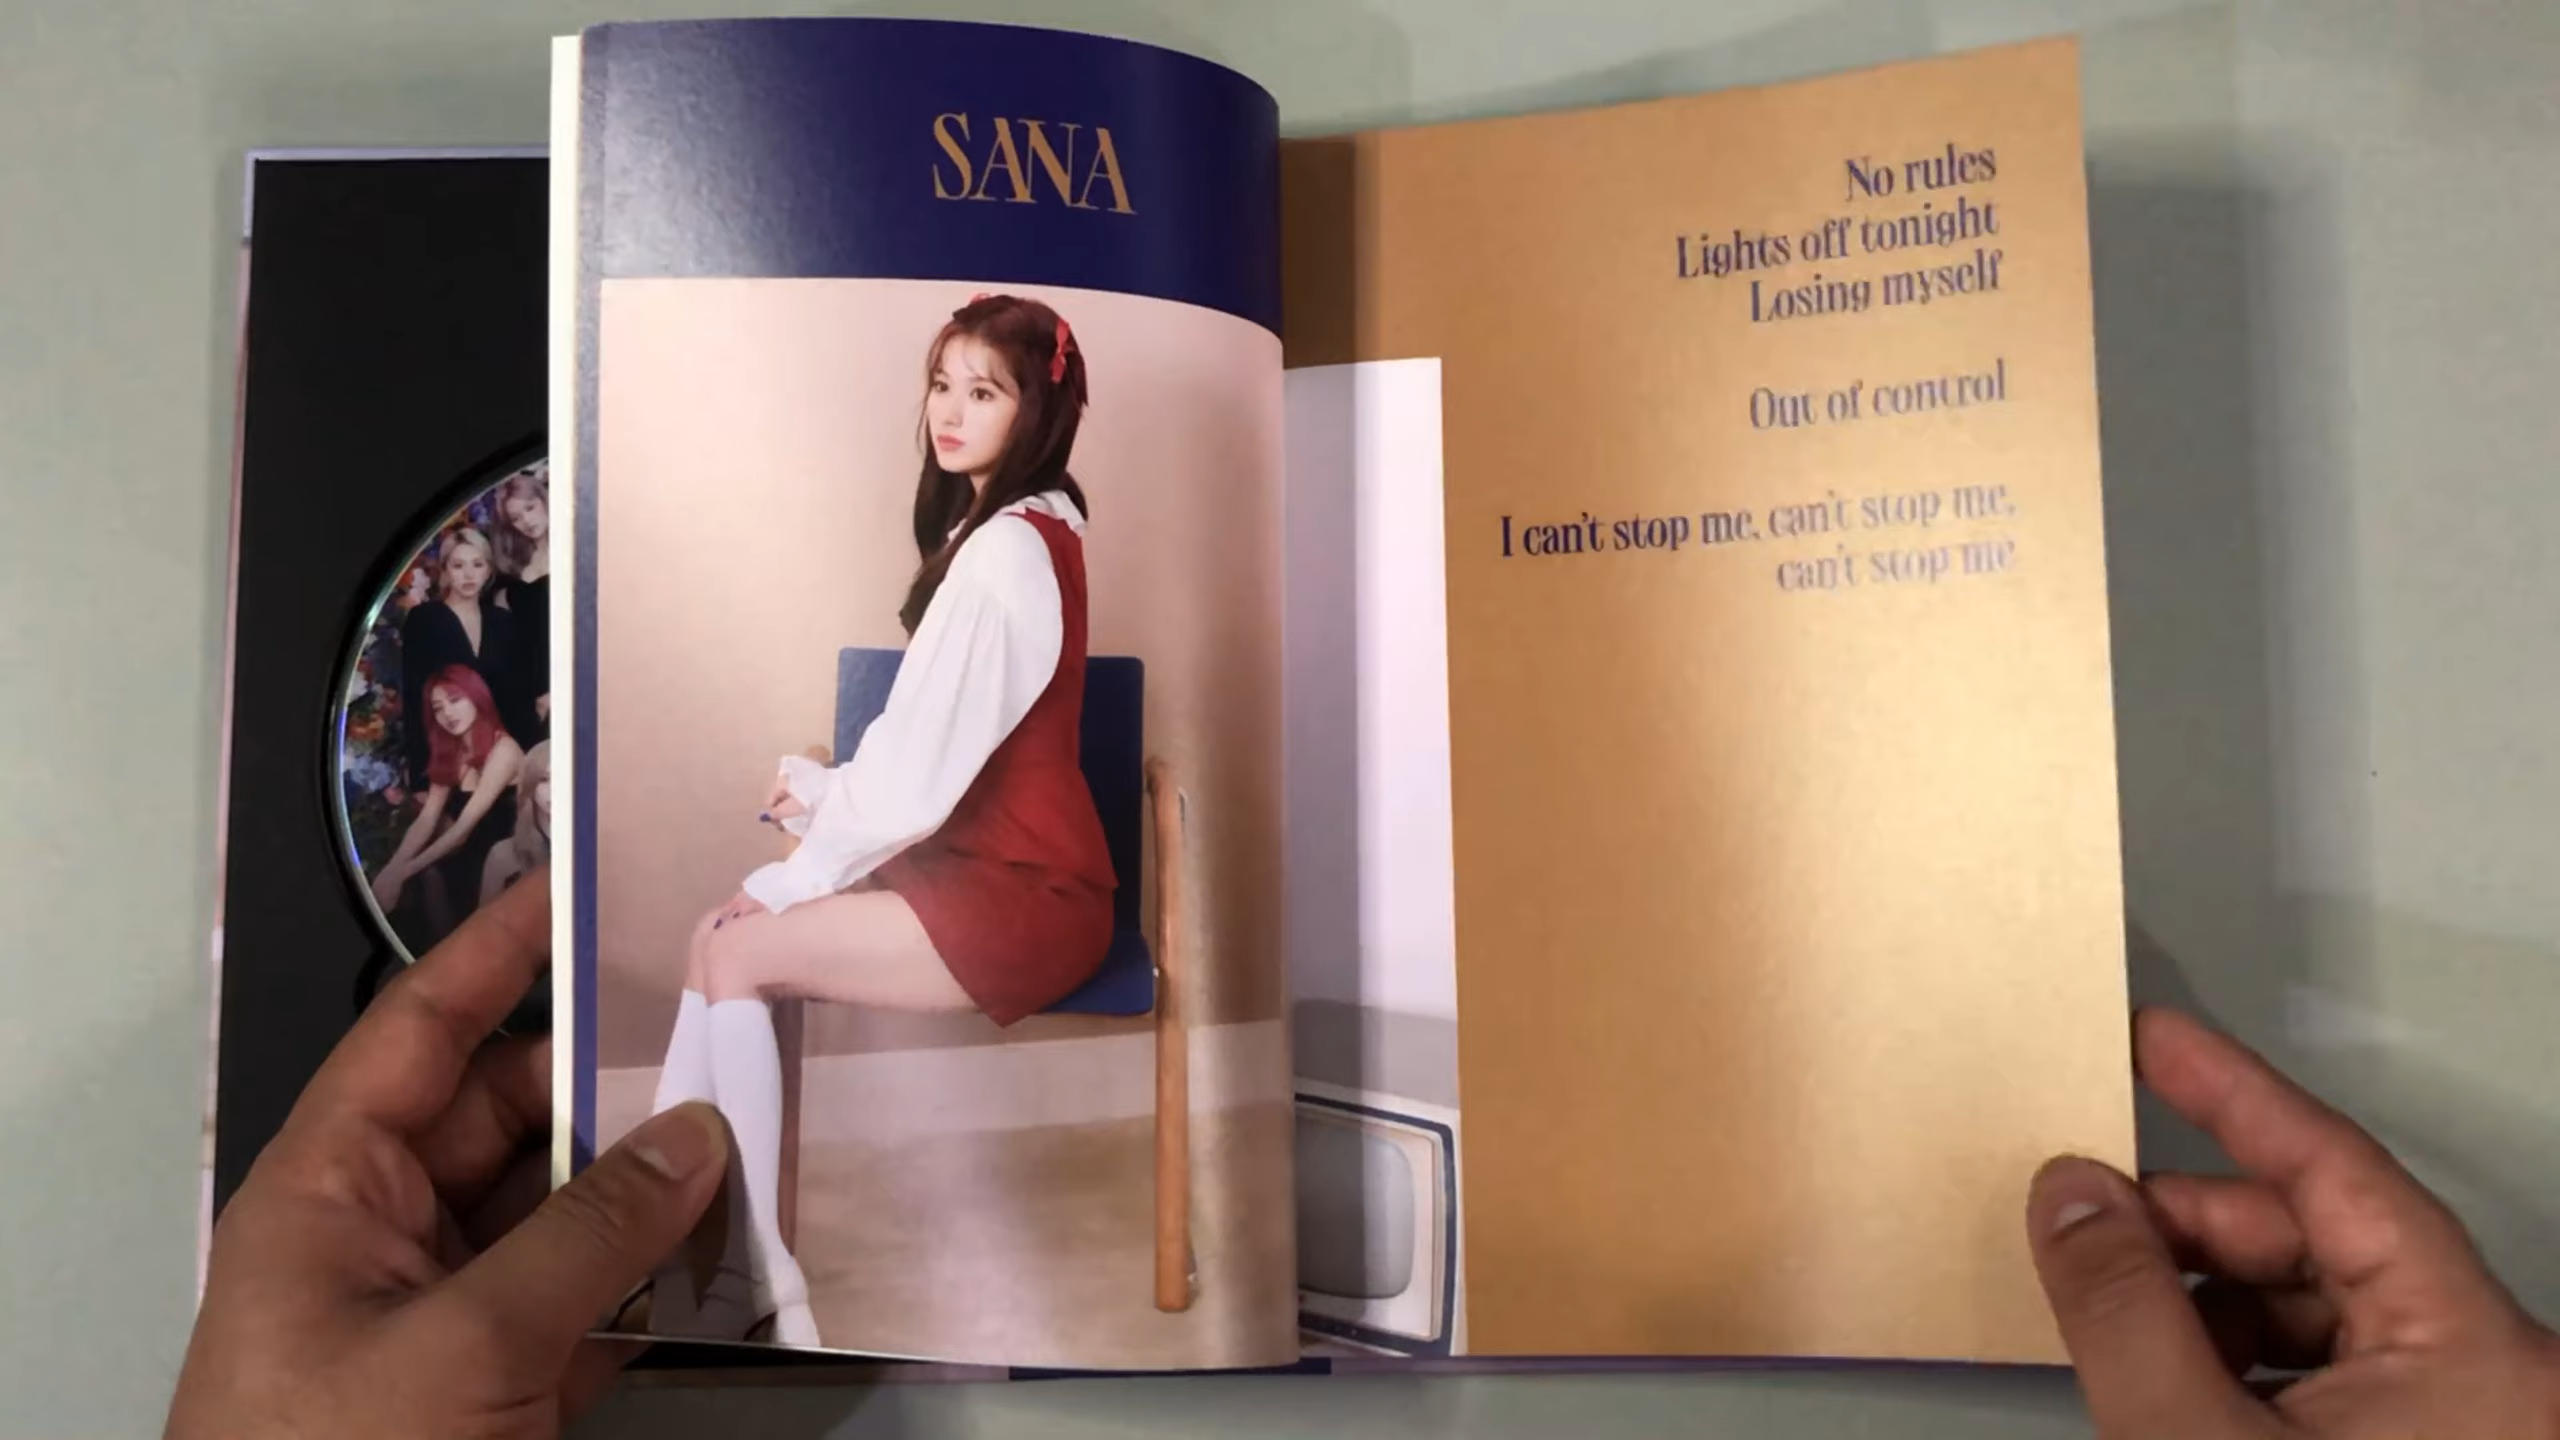 SANA
No rules
Lights off tonight
Losing myself
Out of control
I can't stop me, can't stop me,
can't stop me